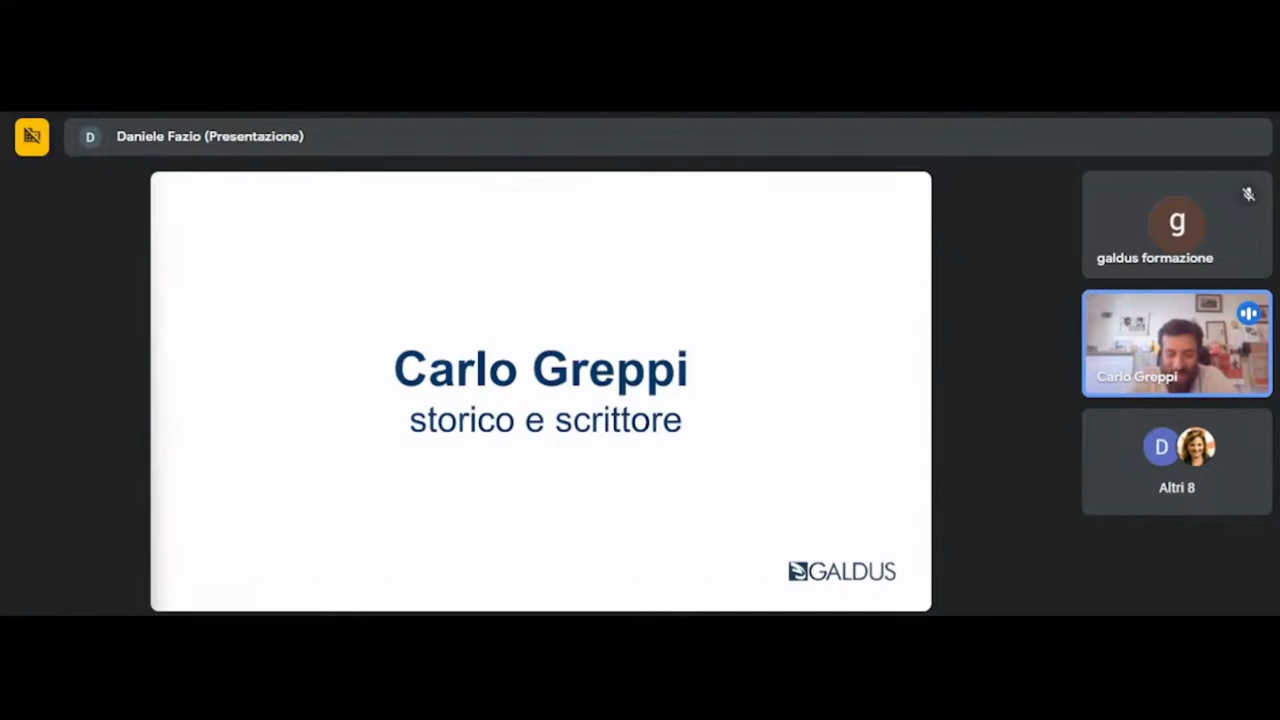 D Daniele Fazio (Presentazione)
g
galdus formazione
Carlo Greppi
storico e scrittore
Carlo Greppi
D
Altri 8
GALDUS